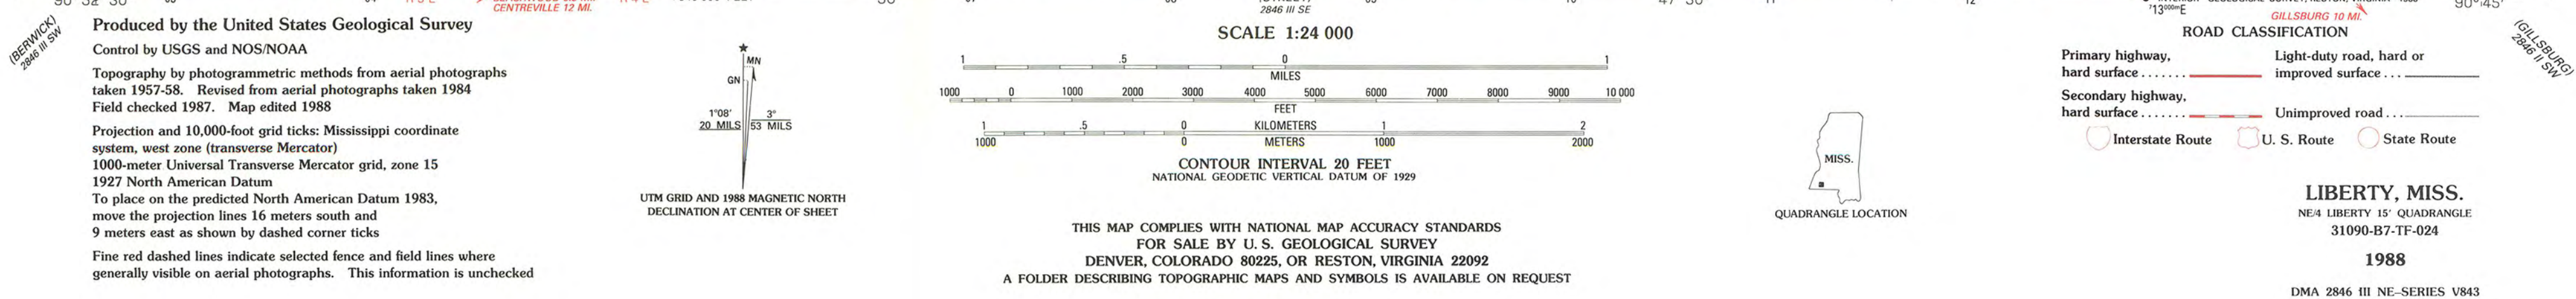 90° 52' 30"
CENTREVILLE 12 MI.
(BERWICK)
2846 III SW
Produced by the United States Geological Survey
Control by USGS and NOS/NOAA
Topography by photogrammetric methods from aerial photographs
taken 1957-58. Revised from aerial photographs taken 1984
Field checked 1987. Map edited 1988
Projection and 10,000-foot grid ticks: Mississippi coordinate
system, west zone (transverse Mercator)
1000-meter Universal Transverse Mercator grid, zone 15
1927 North American Datum
To place on the predicted North American Datum 1983,
move the projection lines 16 meters south and
9 meters east as shown by dashed corner ticks
Fine red dashed lines indicate selected fence and field lines where
generally visible on aerial photographs. This information is unchecked
MN
GN
1°08' 3°
20 MILS 53 MILS
UTM GRID AND 1988 MAGNETIC NORTH
DECLINATION AT CENTER OF SHEET
2846 III SE
SCALE 1:24 000
1 .5 0 1
MILES
1000 0 1000 2000 3000 4000 5000 6000 7000 8000 9000 10 000
FEET
1 .5 0 KILOMETERS 1 2
1000 0 METERS 1000 2000
CONTOUR INTERVAL 20 FEET
NATIONAL GEODETIC VERTICAL DATUM OF 1929
THIS MAP COMPLIES WITH NATIONAL MAP ACCURACY STANDARDS
FOR SALE BY U. S. GEOLOGICAL SURVEY
DENVER, COLORADO 80225, OR RESTON, VIRGINIA 22092
A FOLDER DESCRIBING TOPOGRAPHIC MAPS AND SYMBOLS IS AVAILABLE ON REQUEST
MISS.
QUADRANGLE LOCATION
713000mE
GILLSBURG 10 MI.
90° 45'
(GILLSBURG)
2846 II SW
ROAD CLASSIFICATION
Primary highway,
hard surface
Light-duty road, hard or
improved surface
Secondary highway,
hard surface
Unimproved road
Interstate Route U. S. Route State Route
LIBERTY, MISS.
NE/4 LIBERTY 15' QUADRANGLE
31090-B7-TF-024
1988
DMA 2846 III NE–SERIES V843